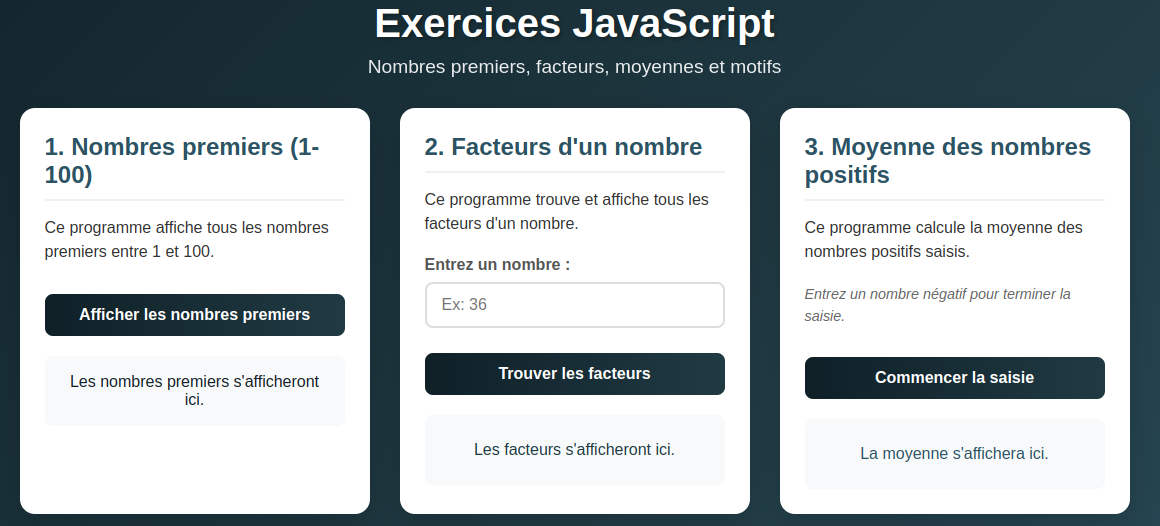 Exercices JavaScript
Nombres premiers, facteurs, moyennes et motifs
1. Nombres premiers (1-
100)
Ce programme affiche tous les nombres
premiers entre 1 et 100.
Afficher les nombres premiers
Les nombres premiers s'afficheront
ici.
2. Facteurs d'un nombre
Ce programme trouve et affiche tous les
facteurs d'un nombre.
Entrez un nombre :
Ex: 36
Trouver les facteurs
Les facteurs s'afficheront ici.
3. Moyenne des nombres
positifs
Ce programme calcule la moyenne des
nombres positifs saisis.
Entrez un nombre négatif pour terminer la
saisie.
Commencer la saisie
La moyenne s'affichera ici.